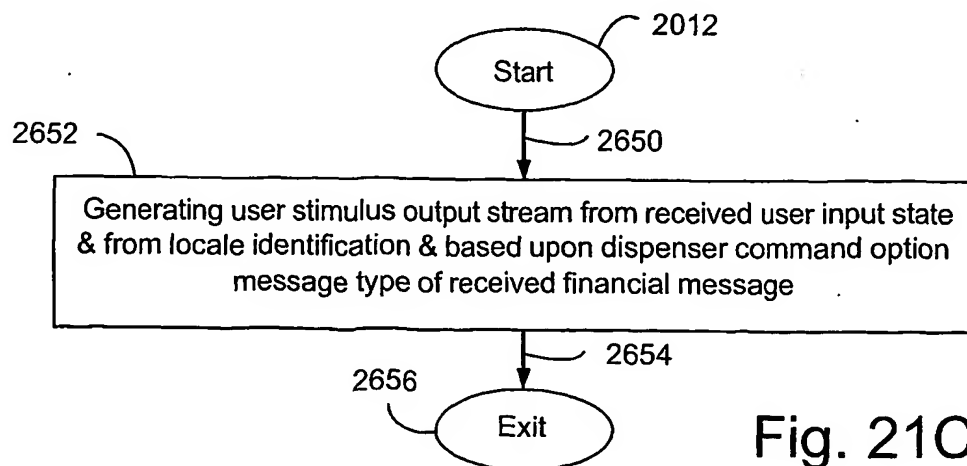 2012
Start
2650
2652
Generating user stimulus output stream from received user input state
& from locale identification & based upon dispenser command option
message type of received financial message
2654
2656
Exit
Fig. 21C